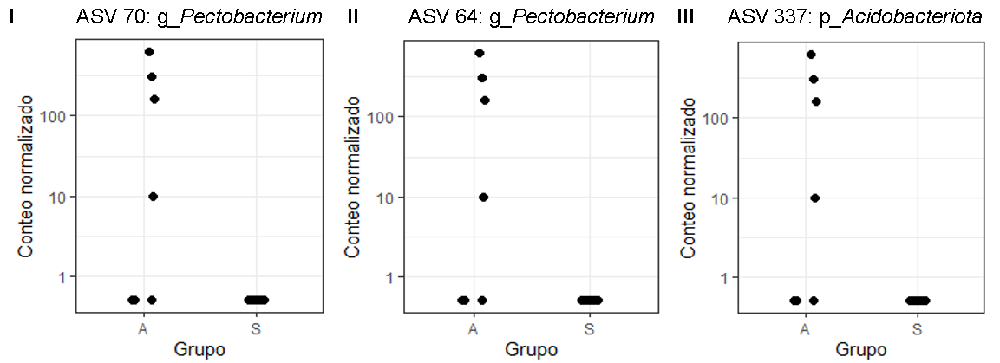 I ASV 70: g_Pectobacterium
Conteo normalizado
100
10
1
A S
Grupo
II ASV 64: g_Pectobacterium
Conteo normalizado
100
10
1
A S
Grupo
III ASV 337: p_Acidobacteriota
Conteo normalizado
100
10
1
A S
Grupo